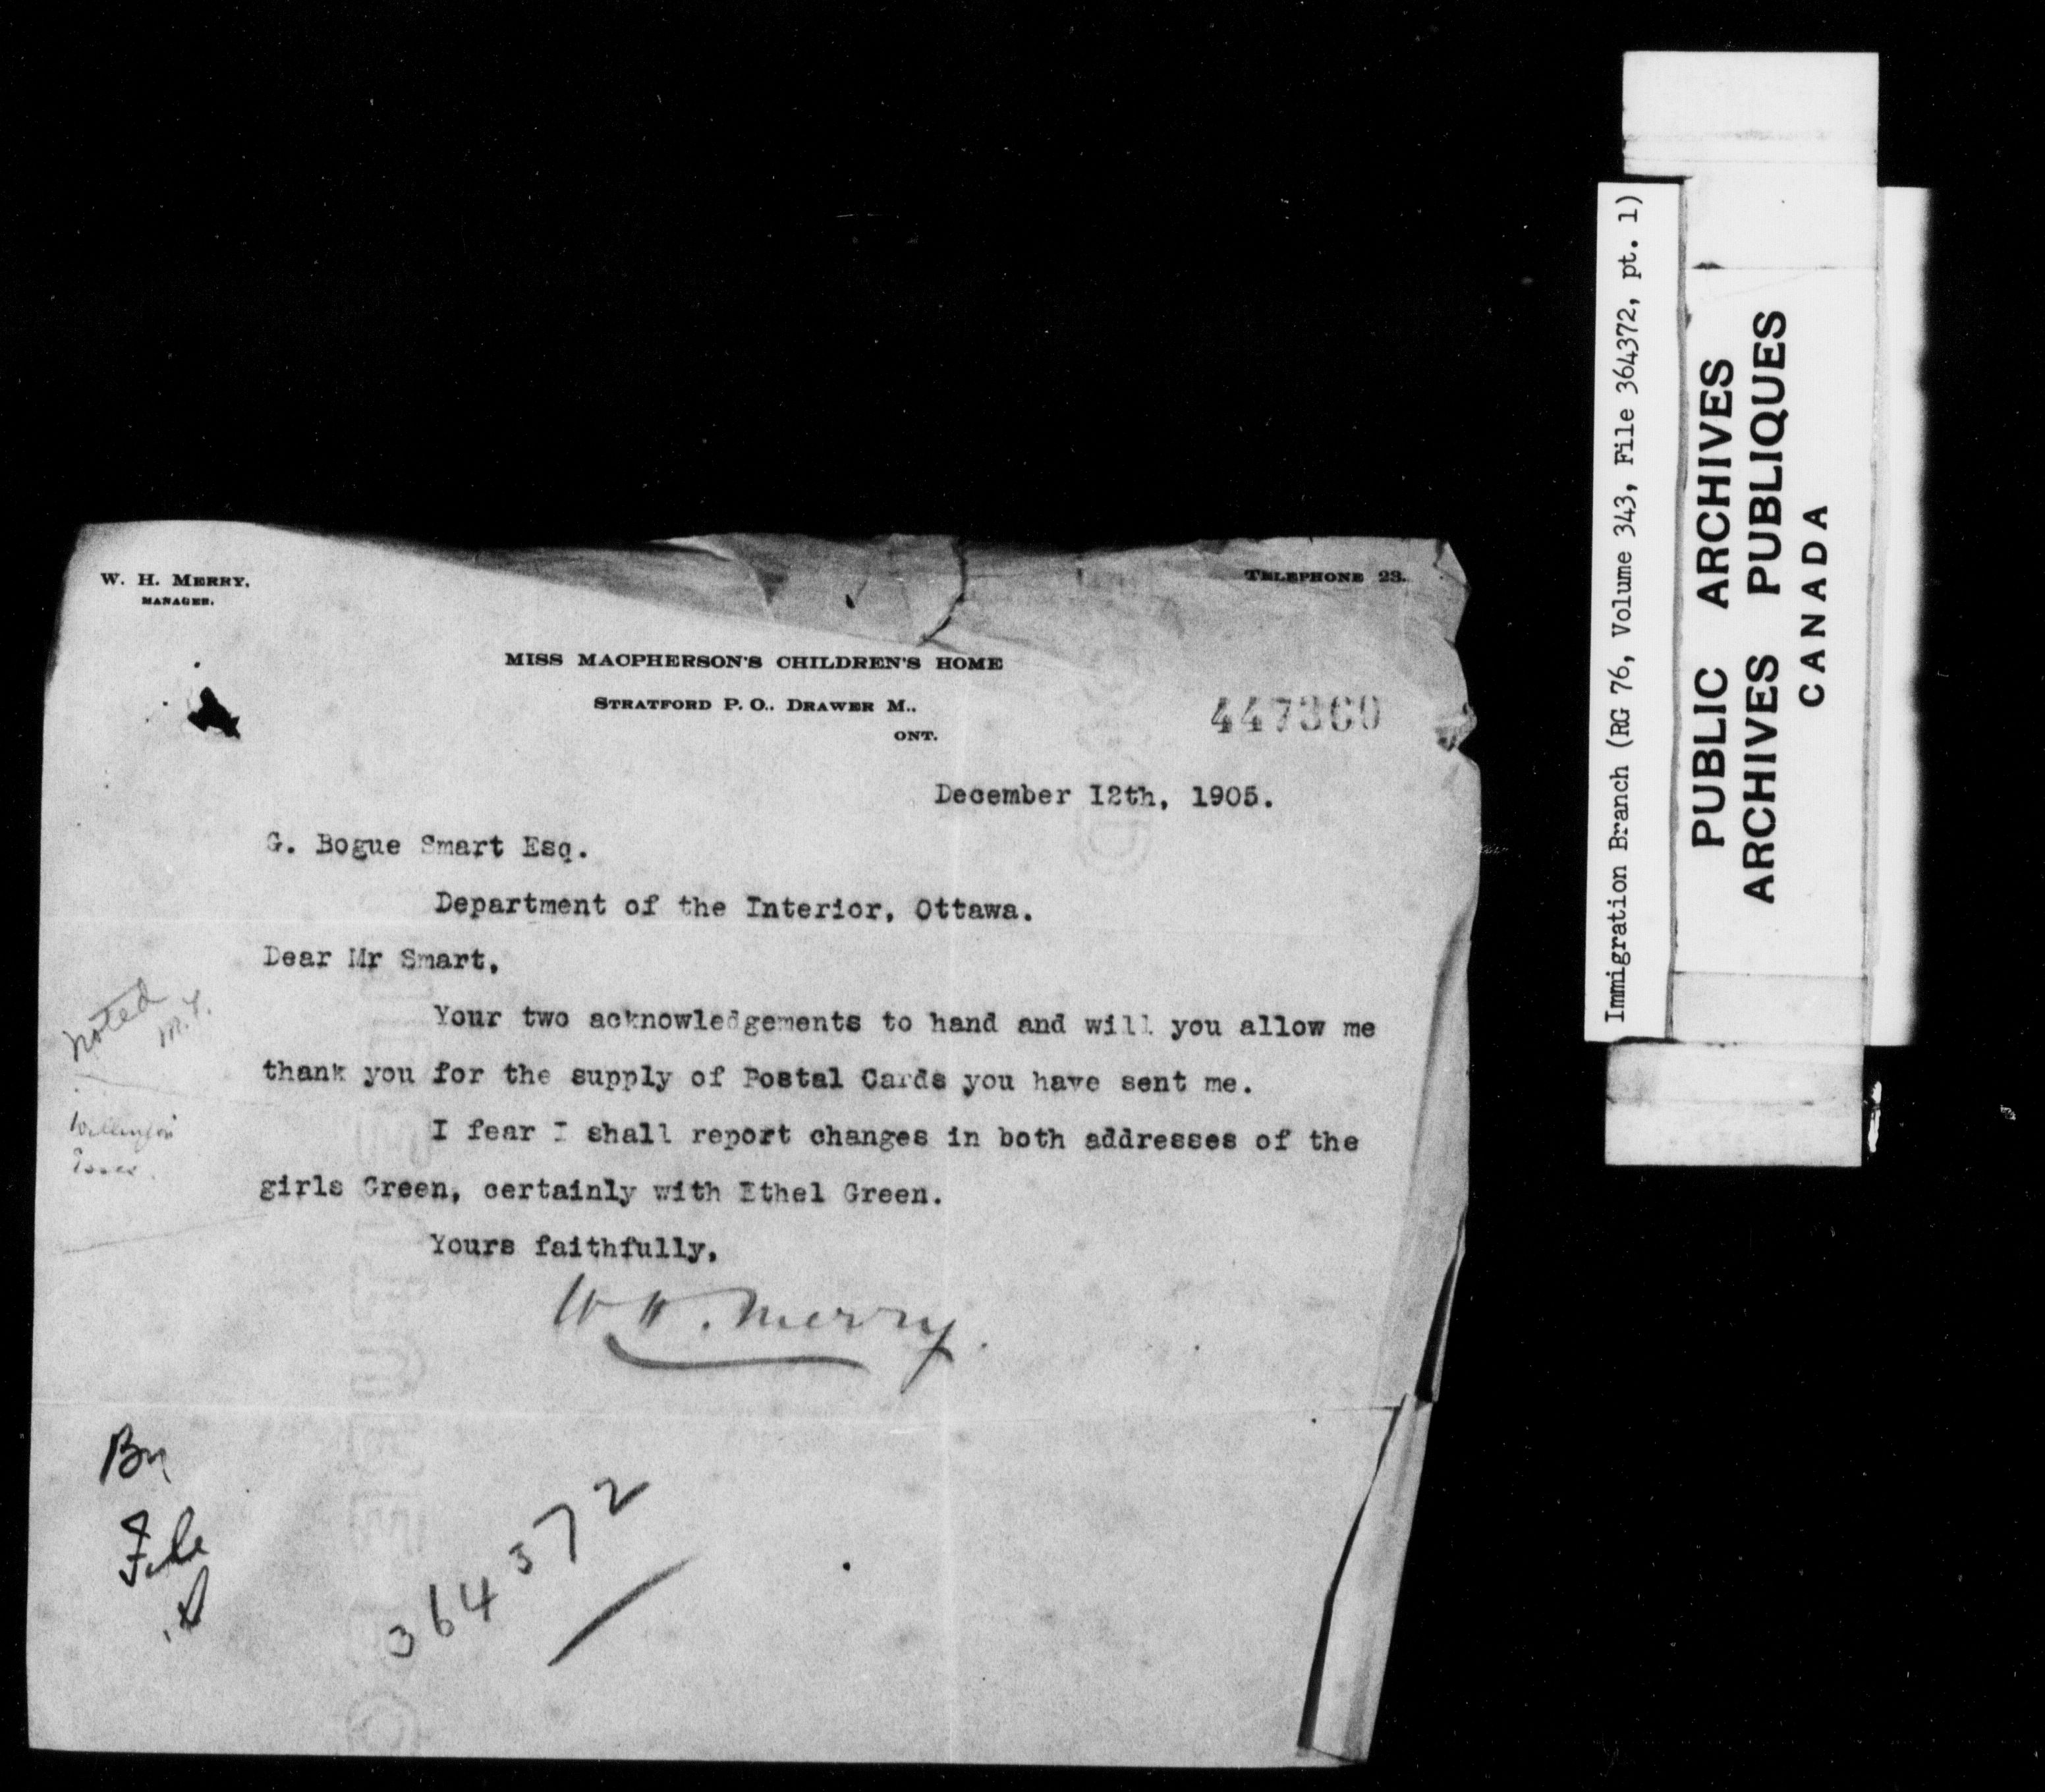 W. H. MERRY.
MANAGER.
TELEPHONE 23.
MISS MACPHERSON'S CHILDREN'S HOME
STRATFORD P. O.. DRAWER M..
ONT.
December 12th, 1905.
G. Bogue Smart Esq.
Department of the Interior, Ottawa.
Dear Mr Smart,
Your two acknowledgements to hand and will you allow me
thank you for the supply of Postal Cards you have sent me.
I fear I shall report changes in both addresses of the
girls Green, certainly with Ethel Green.
Yours faithfully,
W H. Merry.
noted
File
364372
Immigration Branch (RG 76, Volume 343, File 364372, pt. 1)
PUBLIC ARCHIVES
ARCHIVES PUBLIQUES
CANADA